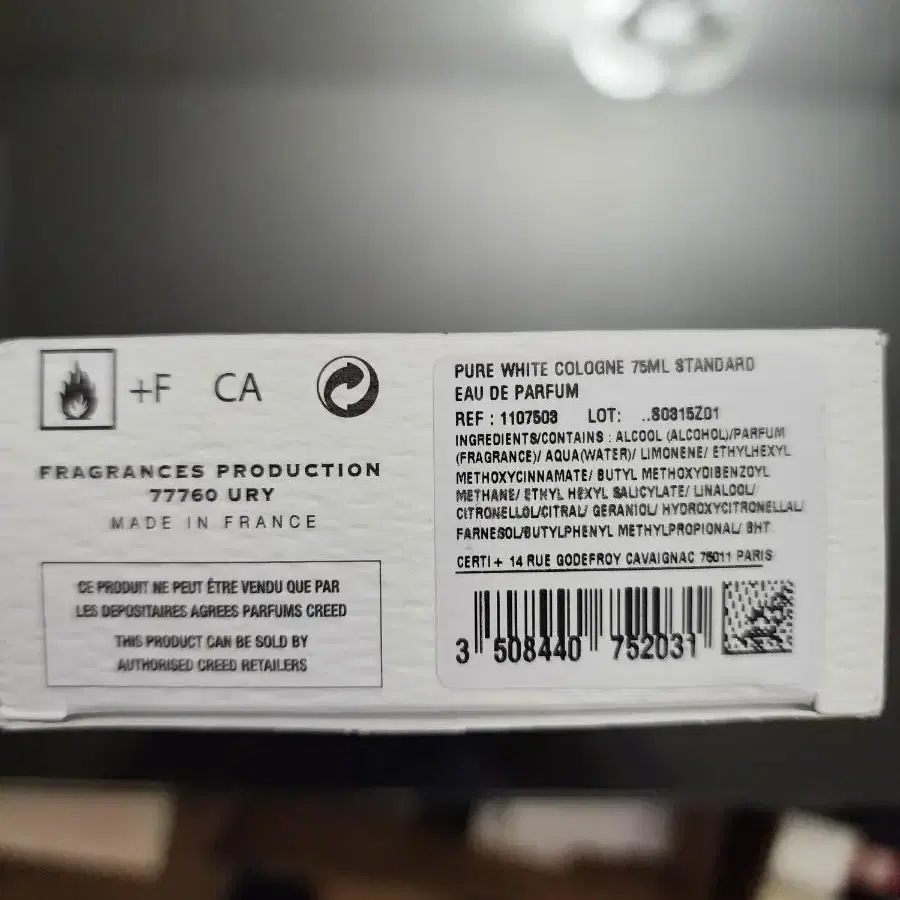 +F CA
FRAGRANCES PRODUCTION
77760 URY
MADE IN FRANCE
CE PRODUIT NE PEUT ÊTRE VENDU QUE PAR
LES DEPOSITAIRES AGREES PARFUMS CREED
THIS PRODUCT CAN BE SOLD BY
AUTHORISED CREED RETAILERS
PURE WHITE COLOGNE 75ML STANDARD
EAU DE PARFUM
REF : 1107503 LOT: ..S0315Z01
INGREDIENTS/CONTAINS : ALCOOL (ALCOHOL)/PARFUM
(FRAGRANCE)/ AQUA(WATER)/ LIMONENE/ ETHYLHEXYL
METHOXYCINNAMATE/ BUTYL METHOXYDIBENZOYL
METHANE/ ETHYL HEXYL SALICYLATE/ LINALOOL/
CITRONELLOL/CITRAL/ GERANIOL/ HYDROXYCITRONELLAL/
FARNESOL/BUTYLPHENYL METHYLPROPIONAL/ BHT
CERTI + 14 RUE GODEFROY CAVAIGNAC 75011 PARIS
3 508440 752031